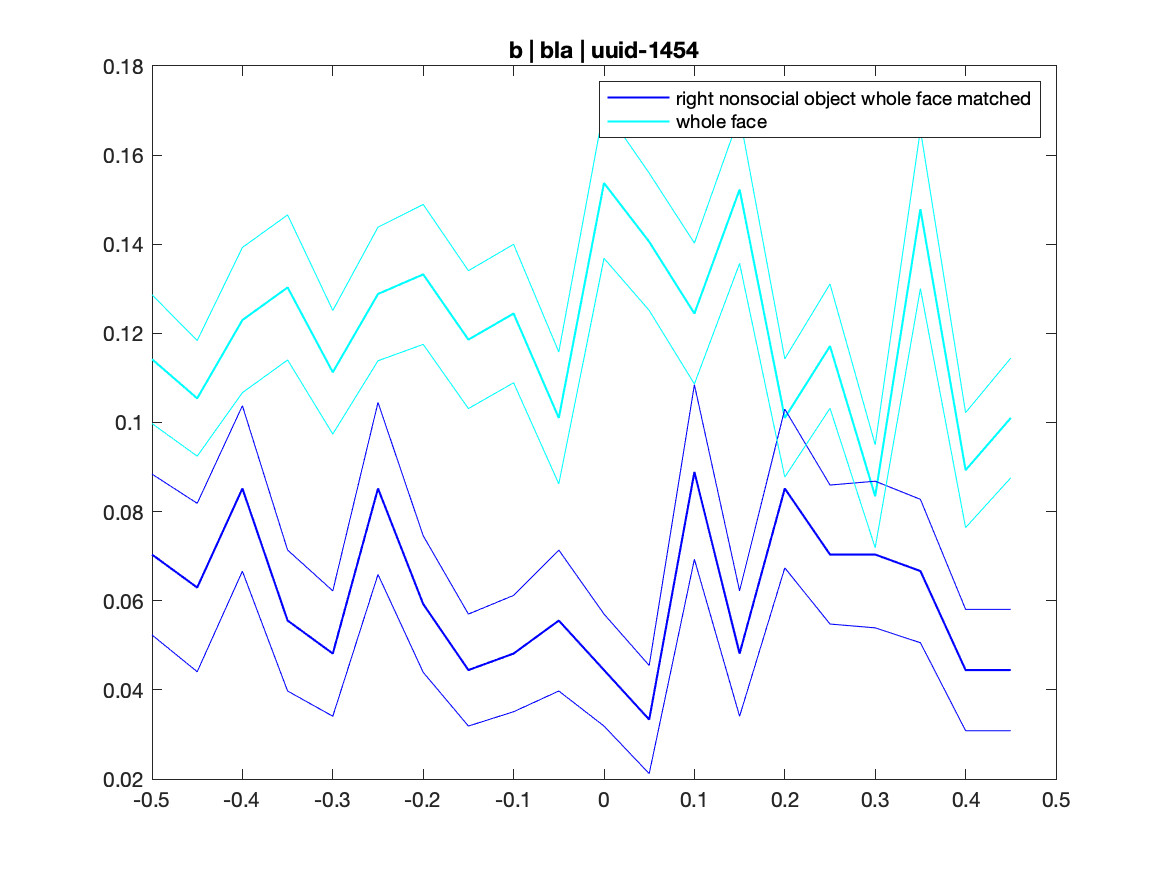 b | bla | uuid-1454
0.18
0.16
0.14
0.12
0.1
0.08
0.06
0.04
0.02
right nonsocial object whole face matched
whole face
-0.5 -0.4 -0.3 -0.2 -0.1 0 0.1 0.2 0.3 0.4 0.5